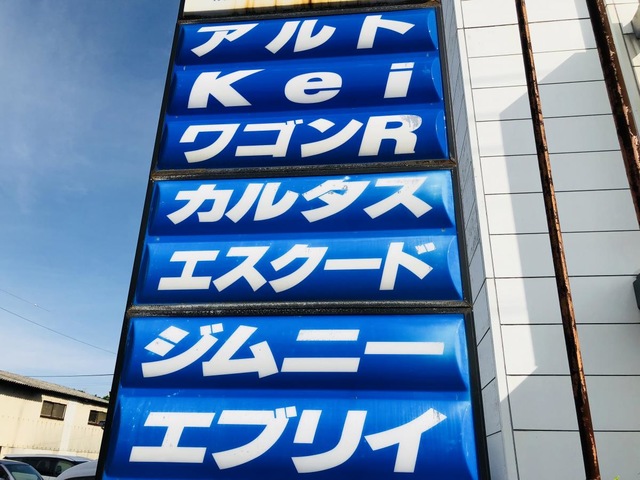 アルト
Kei
ワゴンR
カルタス
エスクード
ジムニー
エブリイ